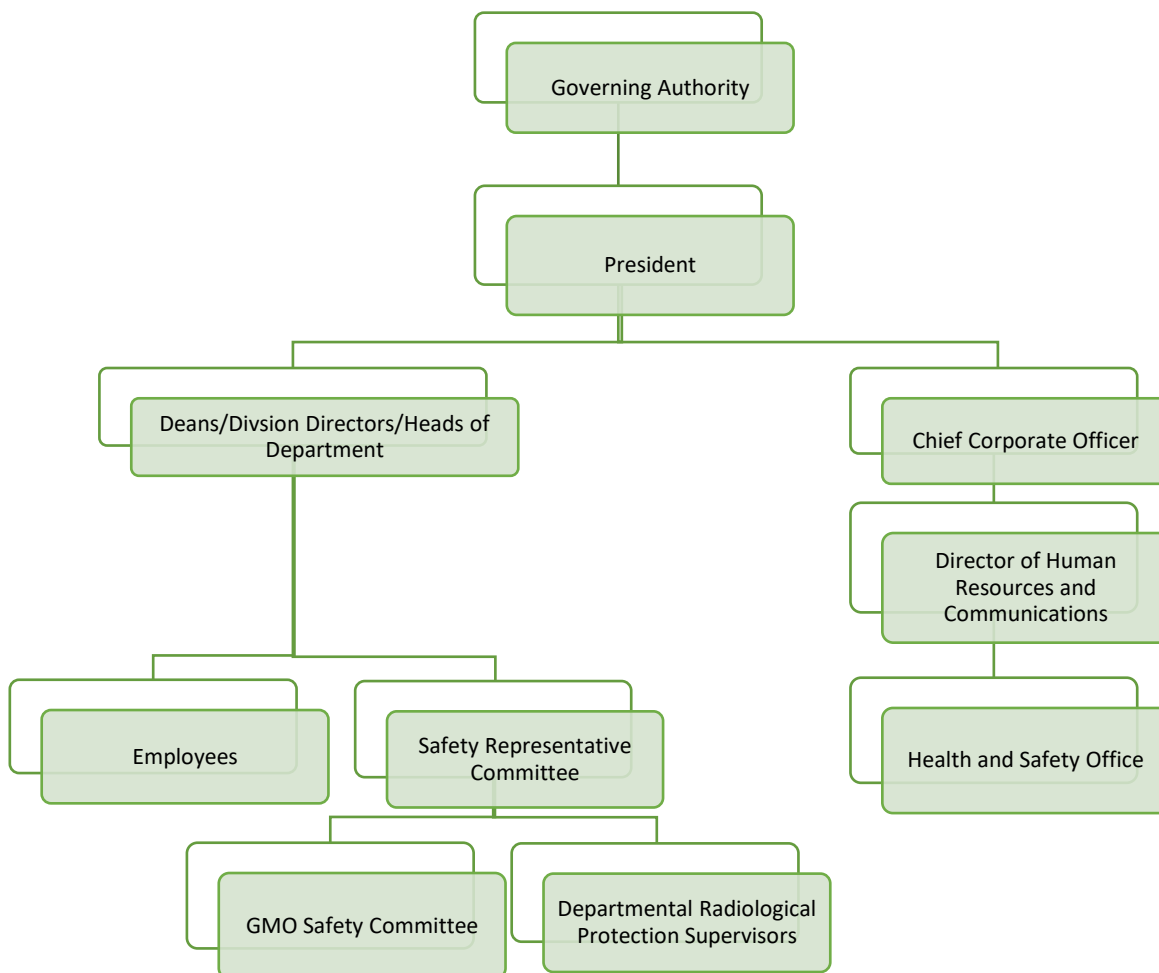 Governing Authority
President
Deans/Divsion Directors/Heads of
Department
Chief Corporate Officer
Director of Human
Resources and
Communications
Employees
Safety Representative
Committee
Health and Safety Office
GMO Safety Committee
Departmental Radiological
Protection Supervisors